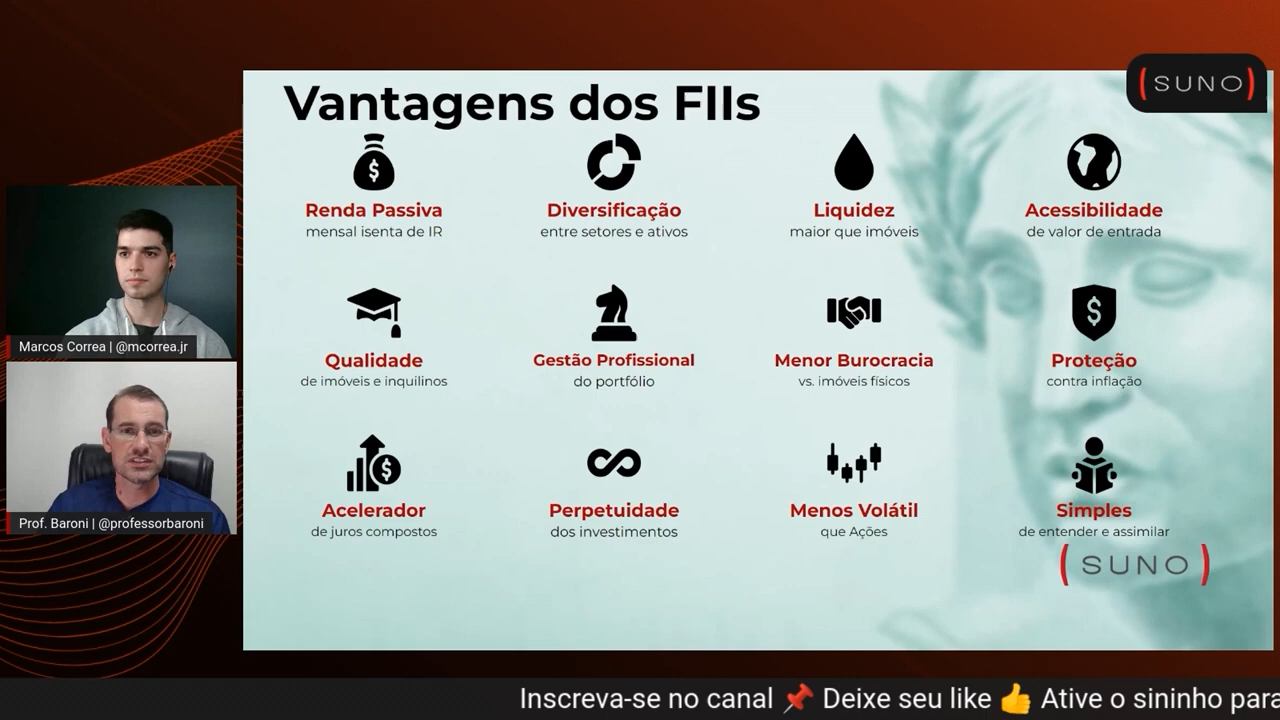 Vantagens dos FIIs
( SUNO )
Renda Passiva
mensal isenta de IR
Diversificação
entre setores e ativos
Liquidez
maior que imóveis
Acessibilidade
de valor de entrada
Qualidade
de imóveis e inquilinos
Gestão Profissional
do portfólio
Menor Burocracia
vs. imóveis físicos
Proteção
contra inflação
Acelerador
de juros compostos
Perpetuidade
dos investimentos
Menos Volátil
que Ações
Simples
de entender e assimilar
( SUNO )
Marcos Correa | @mcorrea.jr
Prof. Baroni | @professorbaroni
Inscreva-se no canal 📌 Deixe seu like 👍 Ative o sininho para